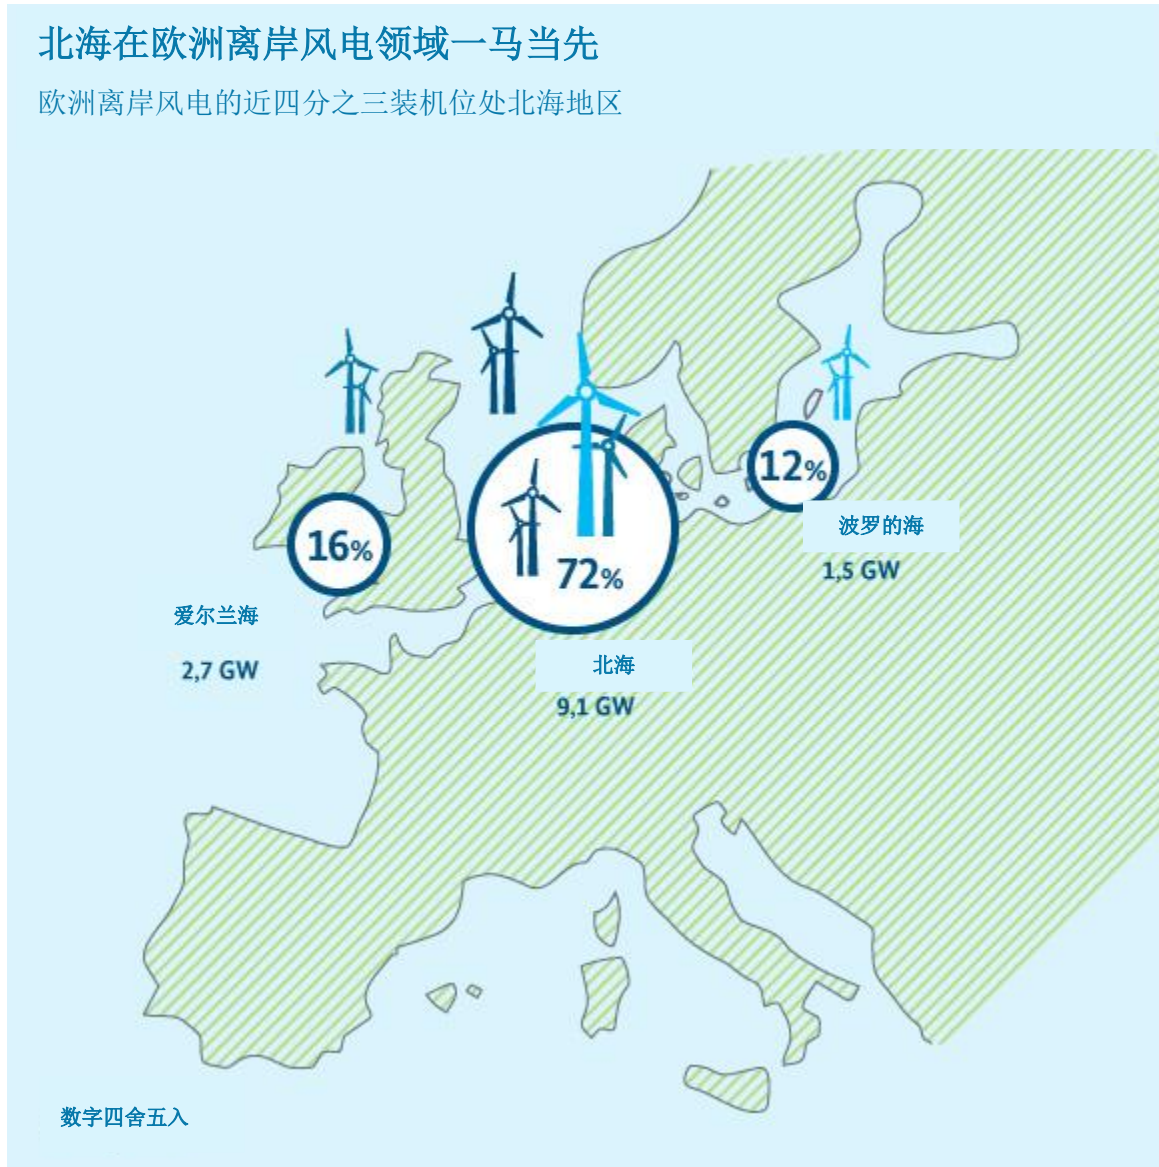 北海在欧洲离岸风电领域一马当先
欧洲离岸风电的近四分之三装机位处北海地区
12%
波罗的海
1,5 GW
16%
72%
爱尔兰海
2,7 GW
北海
9,1 GW
数字四舍五入